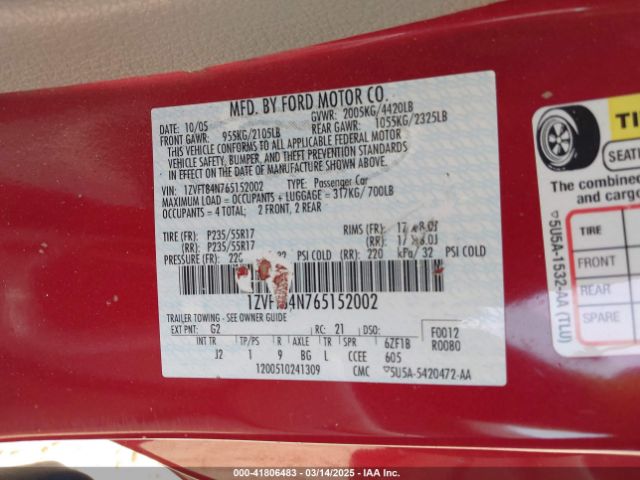 MFD. BY FORD MOTOR CO.
DATE: 10/05 GVWR: 2005KG/4420LB
FRONT GAWR: 955KG/2105LB REAR GAWR: 1055KG/2325LB
THIS VEHICLE CONFORMS TO ALL APPLICABLE FEDERAL MOTOR
VEHICLE SAFETY, BUMPER, AND THEFT PREVENTION STANDARDS
IN EFFECT ON THE DATE OF MANUFACTURE SHOWN ABOVE.
VIN: 1ZVFT84N765152002 TYPE: Passenger Car
MAXIMUM LOAD = OCCUPANTS + LUGGAGE = 317KG/700LB
OCCUPANTS = 4 TOTAL: 2 FRONT, 2 REAR
TIRE (FR): P235/55R17 RIMS (FR):
(RR): P235/55R17 (RR):
PRESSURE (FR): PSI COLD (RR): 220 kPa/ 32 PSI COLD
1ZVF 84N765152002
TRAILER TOWING - SEE OWNER GUIDE
EXT PNT: G2 RC: 21 DSO: F0012
INT TR TP/PS R AXLE TR SPR 6ZF1B R0080
J2 1 9 BG L CCEE 605
1200510241309 CMC ▽5U5A-5420472-AA
SEATI
The combined
and cargo
TIRE
FRONT
REAR
SPARE
▽5U5A-1532-AA (TLU)
000-41806483 - 03/14/2025 - IAA Inc.